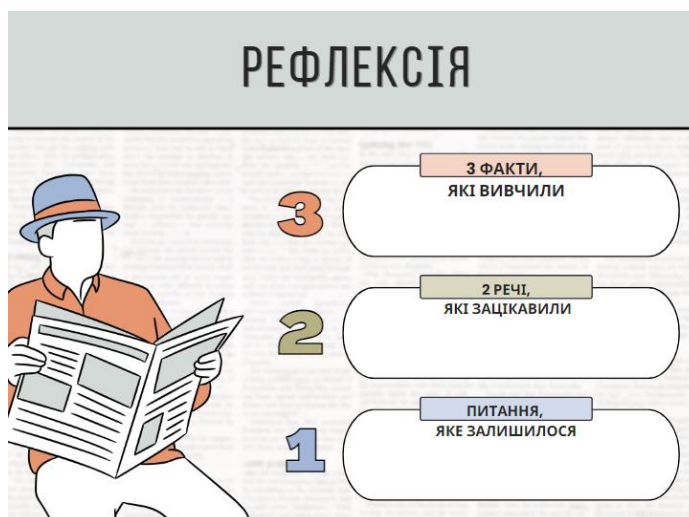 РЕФЛЕКСІЯ
3
3 ФАКТИ,
ЯКІ ВИВЧИЛИ
2
2 РЕЧІ,
ЯКІ ЗАЦІКАВИЛИ
1
ПИТАННЯ,
ЯКЕ ЗАЛИШИЛОСЯ